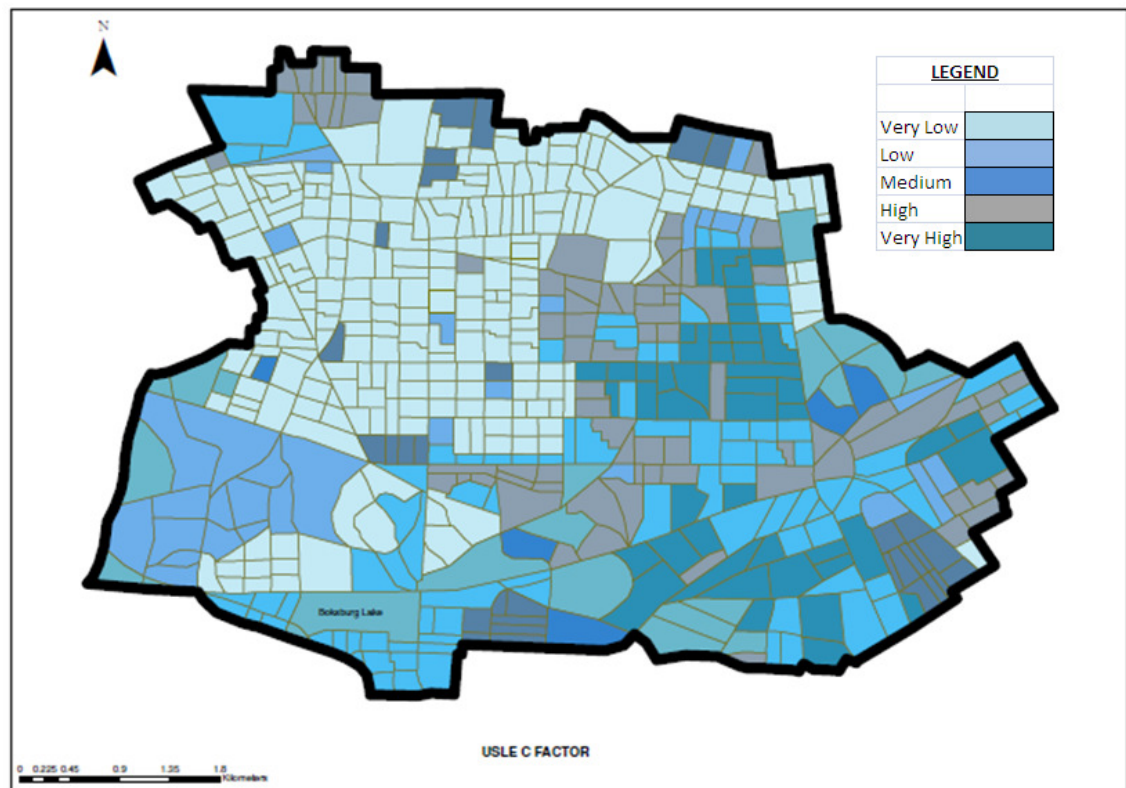 N
LEGEND
Very Low
Low
Medium
High
Very High
Boksburg Lake
USLE C FACTOR
0 0.225 0.45 0.9 1.35 1.8
Kilometers